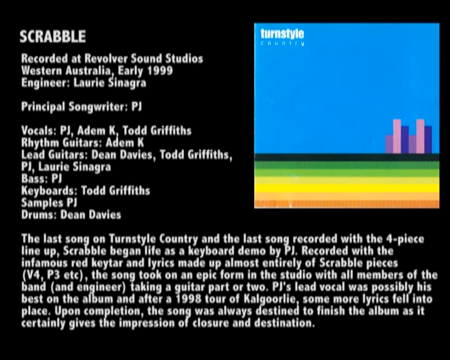 SCRABBLE
Recorded at Revolver Sound Studios
Western Australia, Early 1999
Engineer: Laurie Sinagra
Principal Songwriter: PJ
Vocals: PJ, Adem K, Todd Griffiths
Rhythm Guitars: Adem K
Lead Guitars: Dean Davies, Todd Griffiths,
PJ, Laurie Sinagra
Bass: PJ
Keyboards: Todd Griffiths
Samples PJ
Drums: Dean Davies
turnstyle
country
The last song on Turnstyle Country and the last song recorded with the 4-piece
line up, Scrabble began life as a keyboard demo by PJ. Recorded with the
infamous red keytar and lyrics made up almost entirely of Scrabble pieces
(V4, P3 etc), the song took on an epic form in the studio with all members of the
band (and engineer) taking a guitar part or two. PJ's lead vocal was possibly his
best on the album and after a 1998 tour of Kalgoorlie, some more lyrics fell into
place. Upon completion, the song was always destined to finish the album as it
certainly gives the impression of closure and destination.